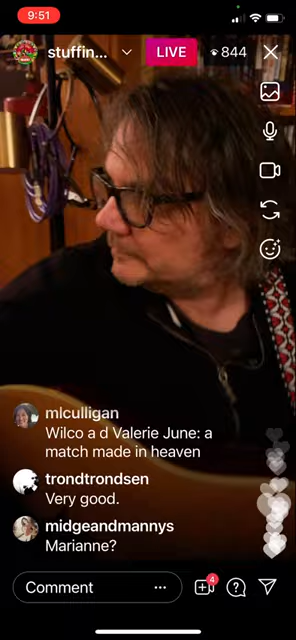 9:51
stuffin...
LIVE
844
mlculligan
Wilco a d Valerie June: a
match made in heaven
trondtrondsen
Very good.
midgeandmannys
Marianne?
Comment
4